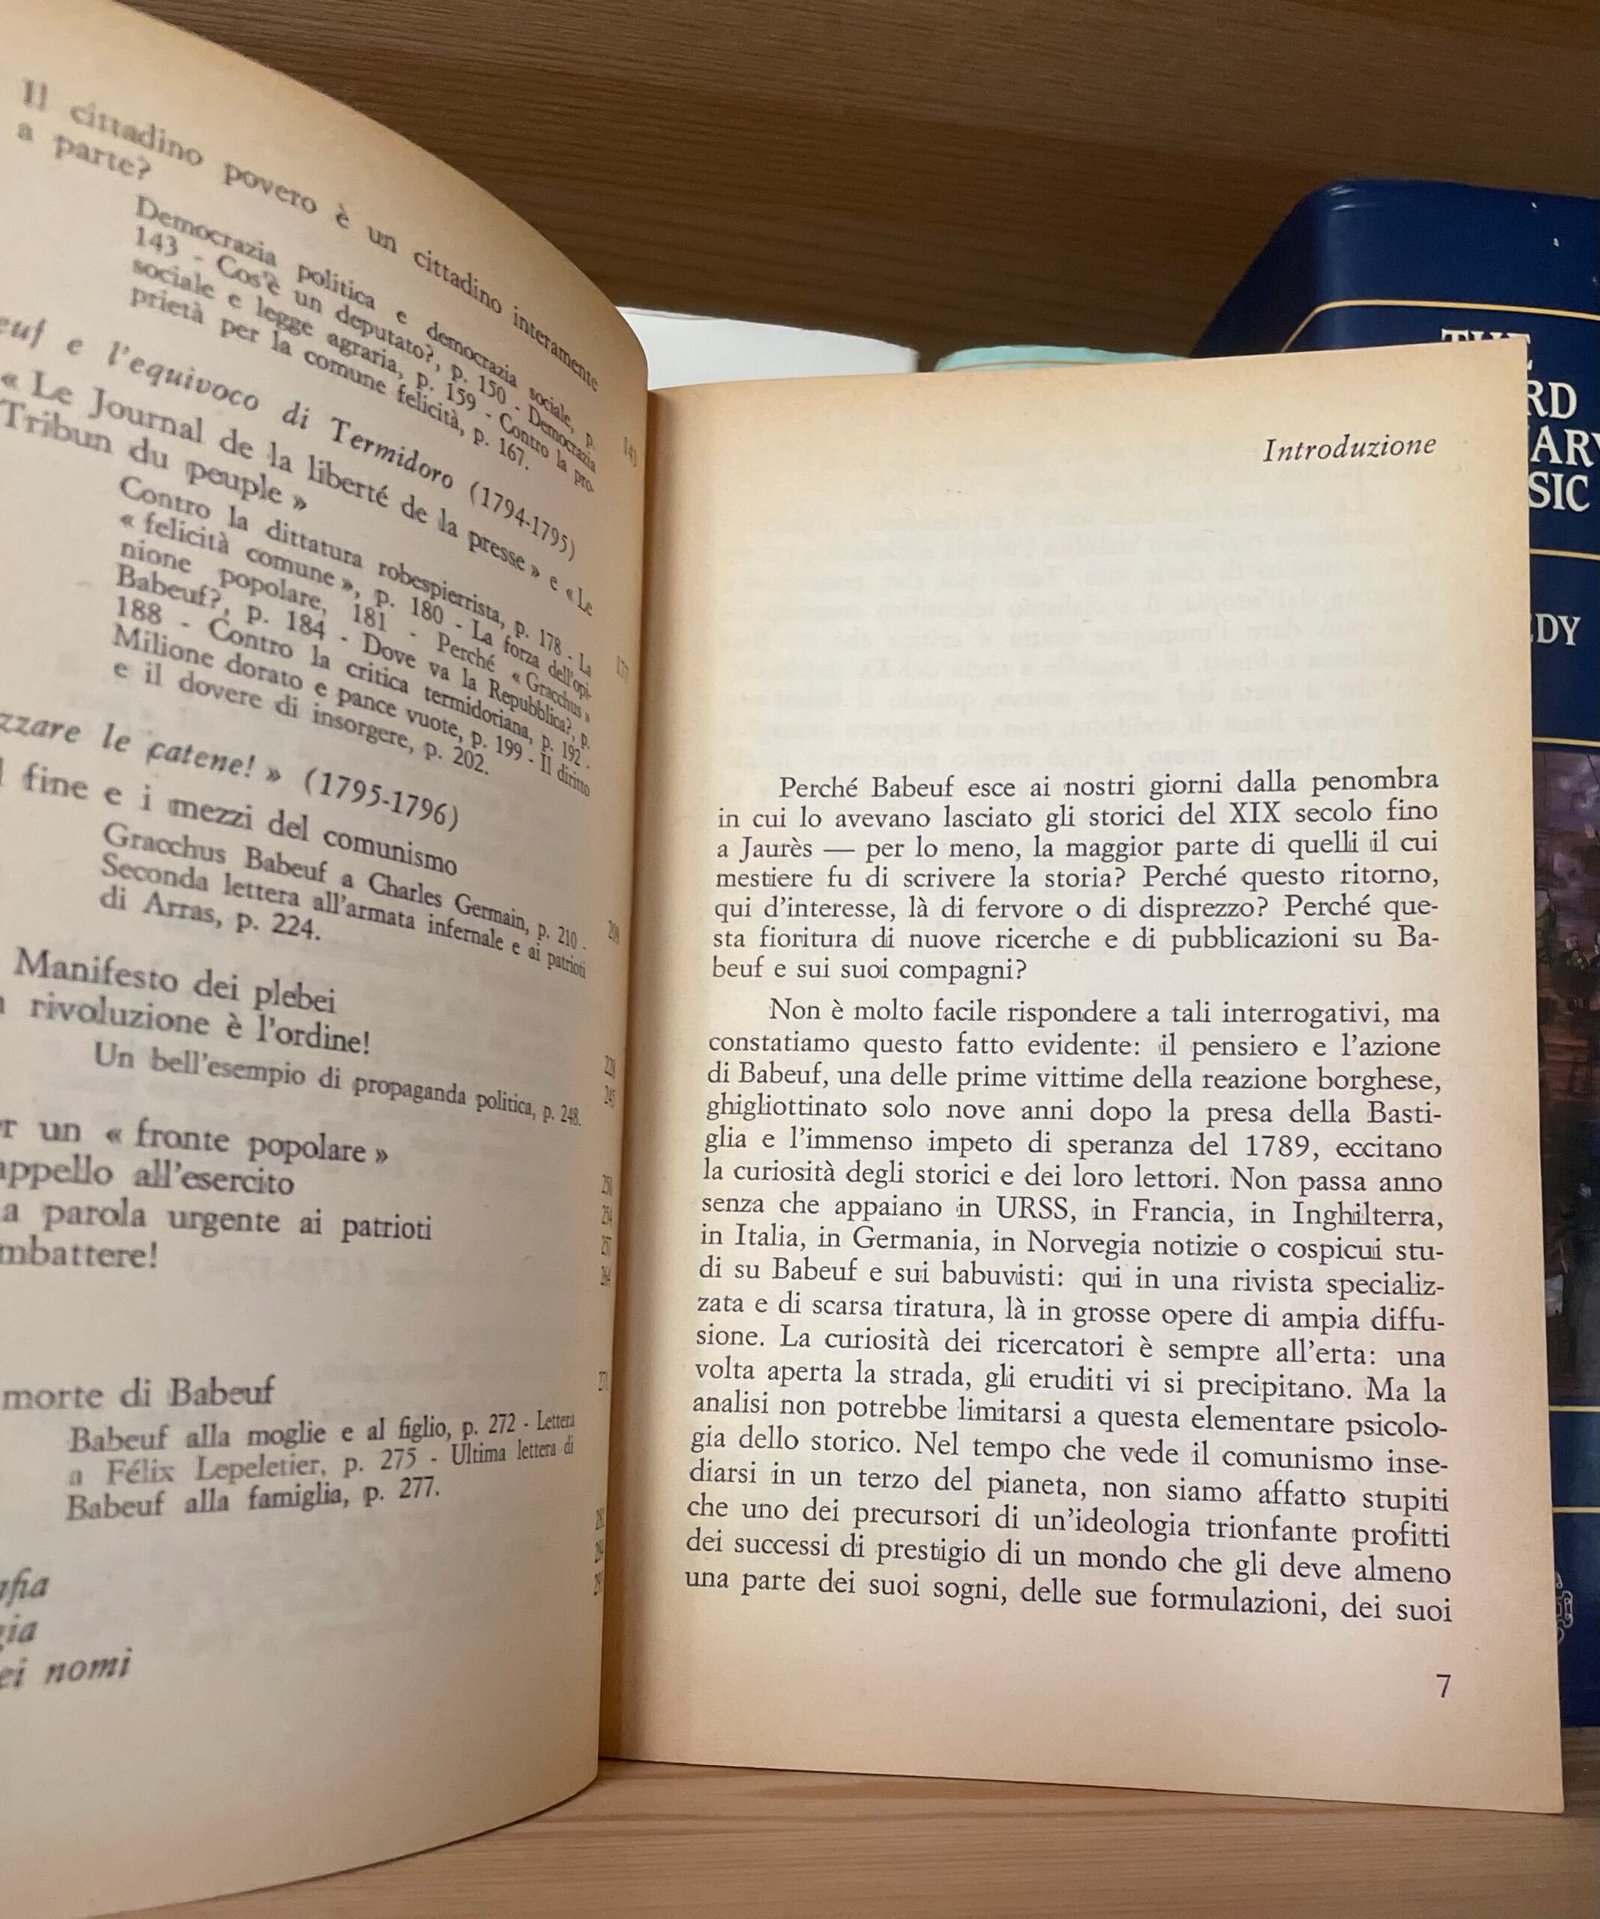 Il cittadino povero è un cittadino interamente
a parte?
Democrazia politica e democrazia sociale, p.
143 - Cos'è un deputato?, p. 150 - Democrazia
sociale e legge agraria, p. 159 - Contro la pro-
prietà per la comune felicità, p. 167.
143
euf e l'equivoco di Termidoro (1794-1795)
« Le Journal de la liberté de la presse » e « Le
Tribun du peuple »
177
Contro la dittatura robespierrista, p. 178 - La
« felicità comune », p. 180 - La forza dell'opi-
nione popolare, 181 - Perché « Gracchus »
Babeuf?, p. 184 - Dove va la Repubblica?, p.
188 - Contro la critica termidoriana, p. 192 -
Milione dorato e pance vuote, p. 199 - Il diritto
e il dovere di insorgere, p. 202.
zzare le catene! » (1795-1796)
l fine e i mezzi del comunismo
209
Gracchus Babeuf a Charles Germain, p. 210 -
Seconda lettera all'armata infernale e ai patrioti
di Arras, p. 224.
Manifesto dei plebei
228
rivoluzione è l'ordine!
245
Un bell'esempio di propaganda politica, p. 248.
er un « fronte popolare »
250
appello all'esercito
254
a parola urgente ai patrioti
257
mbattere!
264
morte di Babeuf
271
Babeuf alla moglie e al figlio, p. 272 - Lettera
a Félix Lepeletier, p. 275 - Ultima lettera di
Babeuf alla famiglia, p. 277.
afia
gia
ei nomi
Introduzione
Perché Babeuf esce ai nostri giorni dalla penombra
in cui lo avevano lasciato gli storici del XIX secolo fino
a Jaurès — per lo meno, la maggior parte di quelli il cui
mestiere fu di scrivere la storia? Perché questo ritorno,
qui d'interesse, là di fervore o di disprezzo? Perché que-
sta fioritura di nuove ricerche e di pubblicazioni su Ba-
beuf e sui suoi compagni?
Non è molto facile rispondere a tali interrogativi, ma
constatiamo questo fatto evidente: il pensiero e l'azione
di Babeuf, una delle prime vittime della reazione borghese,
ghigliottinato solo nove anni dopo la presa della Basti-
glia e l'immenso impeto di speranza del 1789, eccitano
la curiosità degli storici e dei loro lettori. Non passa anno
senza che appaiano in URSS, in Francia, in Inghilterra,
in Italia, in Germania, in Norvegia notizie o cospicui stu-
di su Babeuf e sui babuvisti: qui in una rivista specializ-
zata e di scarsa tiratura, là in grosse opere di ampia diffu-
sione. La curiosità dei ricercatori è sempre all'erta: una
volta aperta la strada, gli eruditi vi si precipitano. Ma la
analisi non potrebbe limitarsi a questa elementare psicolo-
gia dello storico. Nel tempo che vede il comunismo inse-
diarsi in un terzo del pianeta, non siamo affatto stupiti
che uno dei precursori di un'ideologia trionfante profitti
dei successi di prestigio di un mondo che gli deve almeno
una parte dei suoi sogni, delle sue formulazioni, dei suoi
7
THE
RD
ARY
SIC
EDY